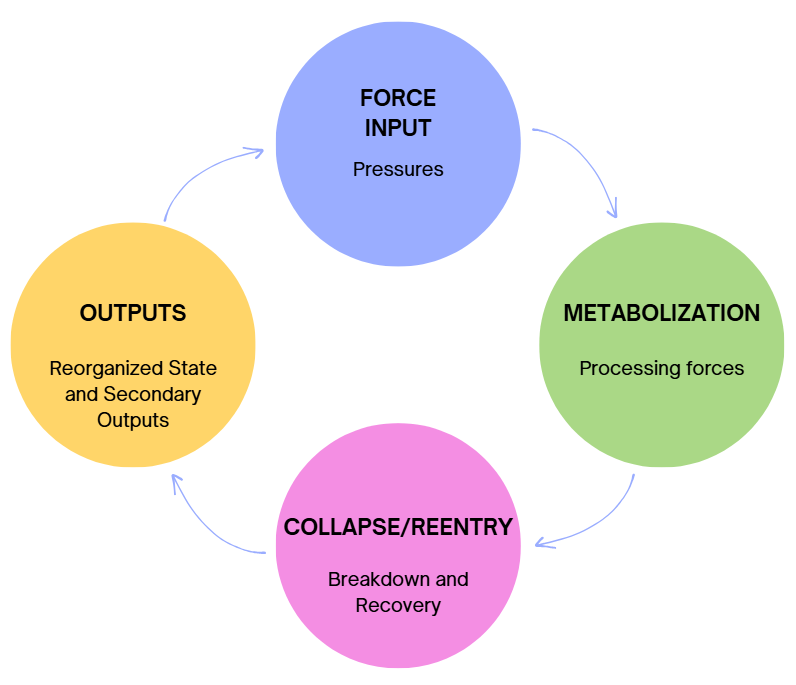 FORCE
INPUT
Pressures
OUTPUTS
Reorganized State
and Secondary
Outputs
METABOLIZATION
Processing forces
COLLAPSE/REENTRY
Breakdown and
Recovery